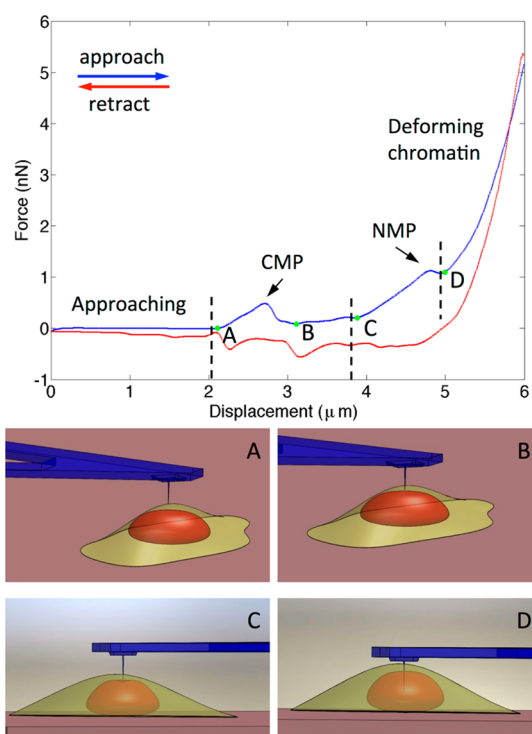 6
5
4
3
2
1
0
-1
Force (nN)
approach
retract
Deforming
chromatin
NMP
CMP
Approaching
A
B
C
D
0
1
2
3
4
5
6
Displacement (μ m)
A
B
C
D